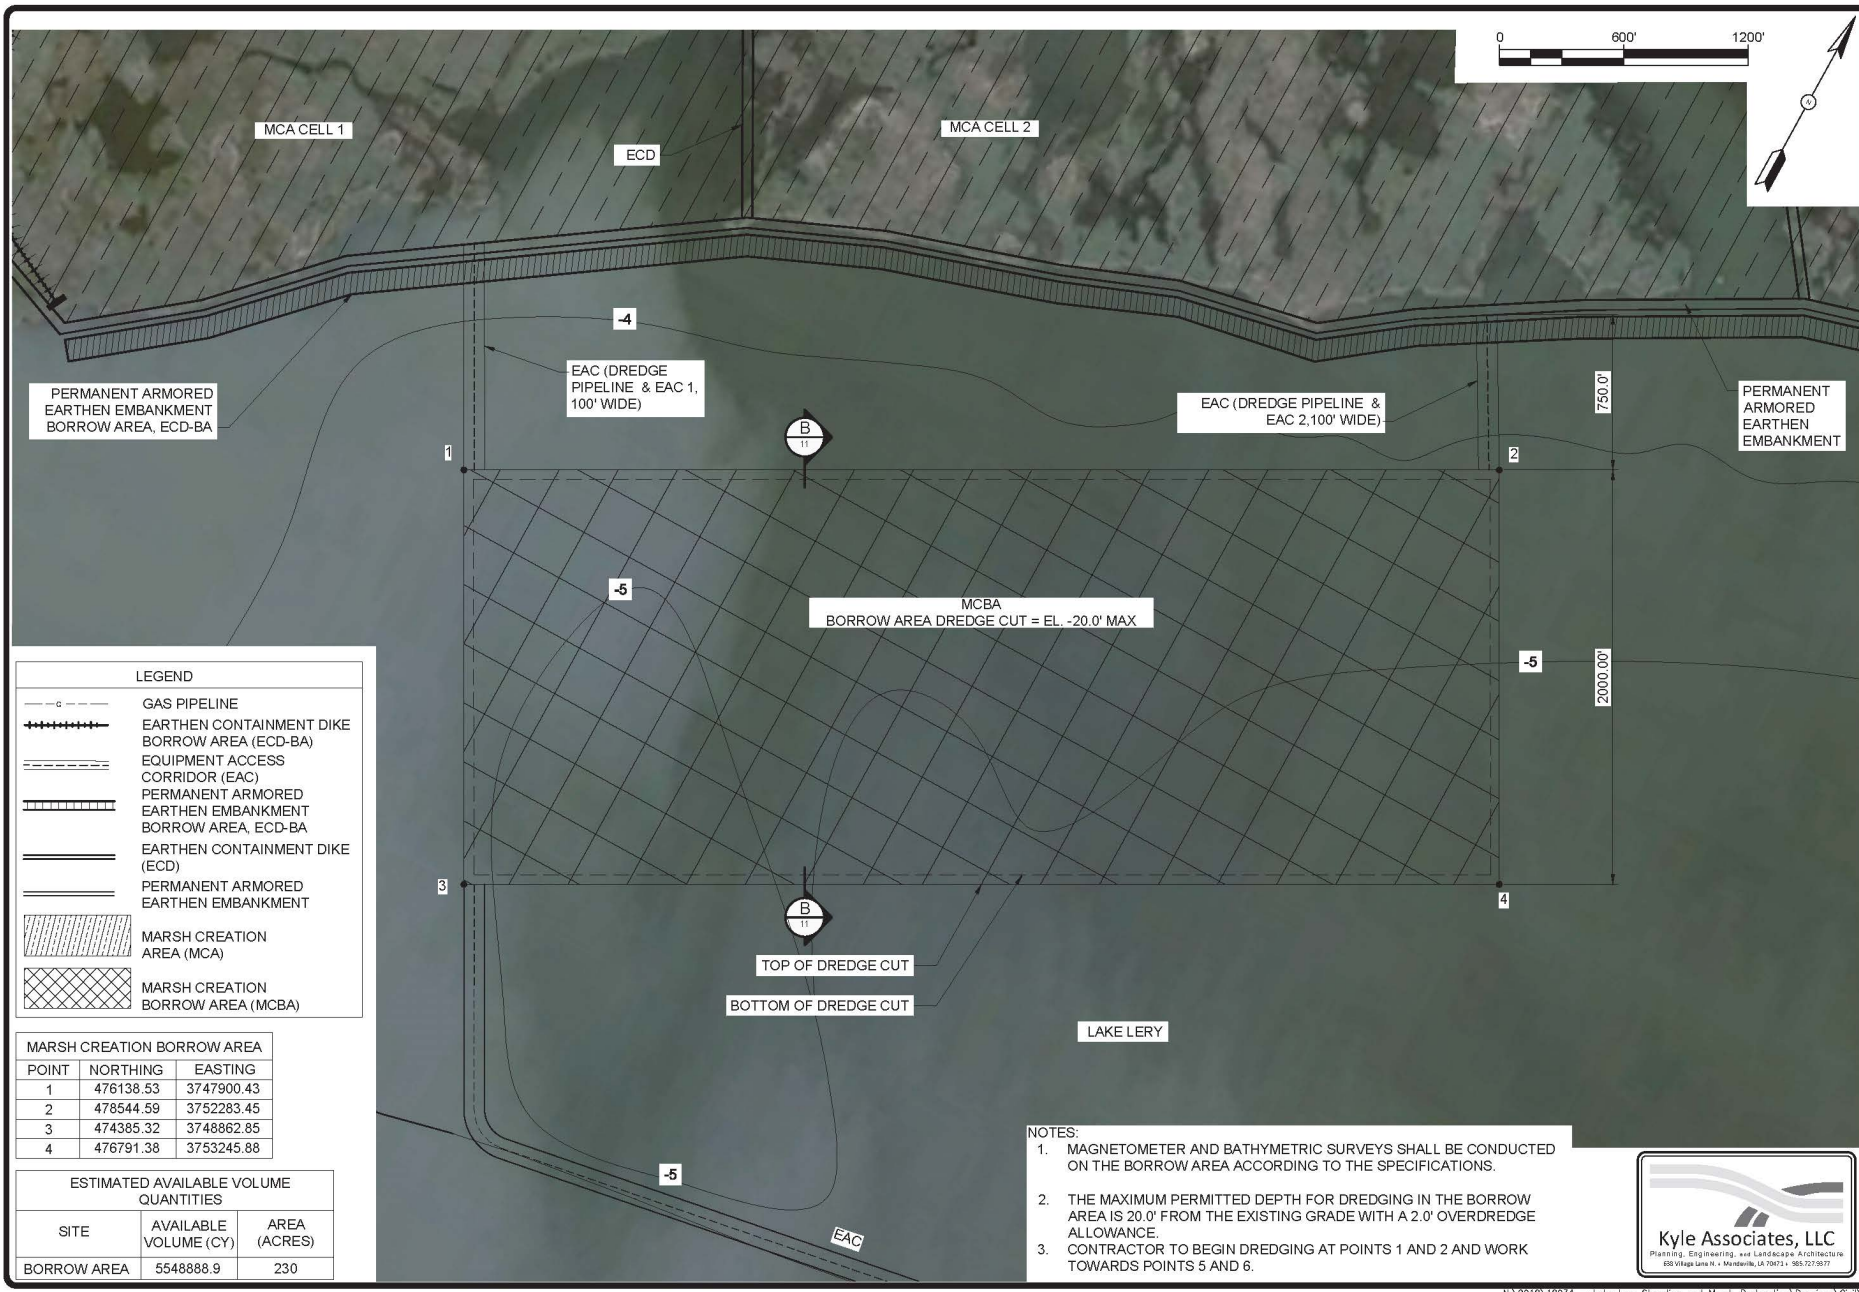 0 600' 1200'
N
MCA CELL 1
MCA CELL 2
ECD
-4
EAC (DREDGE
PIPELINE & EAC 1,
100' WIDE)
PERMANENT ARMORED
EARTHEN EMBANKMENT
BORROW AREA, ECD-BA
EAC (DREDGE PIPELINE &
EAC 2,100' WIDE)
750.0'
PERMANENT
ARMORED
EARTHEN
EMBANKMENT
B
11
1
2
-5
MCBA
BORROW AREA DREDGE CUT = EL. -20.0' MAX
-5
2000.00'
3
4
B
11
TOP OF DREDGE CUT
BOTTOM OF DREDGE CUT
LAKE LERY
-5
EAC
LEGEND
G GAS PIPELINE
EARTHEN CONTAINMENT DIKE
BORROW AREA (ECD-BA)
EQUIPMENT ACCESS
CORRIDOR (EAC)
PERMANENT ARMORED
EARTHEN EMBANKMENT
BORROW AREA, ECD-BA
EARTHEN CONTAINMENT DIKE
(ECD)
PERMANENT ARMORED
EARTHEN EMBANKMENT
MARSH CREATION
AREA (MCA)
MARSH CREATION
BORROW AREA (MCBA)
MARSH CREATION BORROW AREA
POINT NORTHING EASTING
1 476138.53 3747900.43
2 478544.59 3752283.45
3 474385.32 3748862.85
4 476791.38 3753245.88
ESTIMATED AVAILABLE VOLUME
QUANTITIES
SITE AVAILABLE VOLUME (CY) AREA (ACRES)
BORROW AREA 5548888.9 230
NOTES:
1. MAGNETOMETER AND BATHYMETRIC SURVEYS SHALL BE CONDUCTED
ON THE BORROW AREA ACCORDING TO THE SPECIFICATIONS.
2. THE MAXIMUM PERMITTED DEPTH FOR DREDGING IN THE BORROW
AREA IS 20.0' FROM THE EXISTING GRADE WITH A 2.0' OVERDREDGE
ALLOWANCE.
3. CONTRACTOR TO BEGIN DREDGING AT POINTS 1 AND 2 AND WORK
TOWARDS POINTS 5 AND 6.
Kyle Associates, LLC
Planning, Engineering, and Landscape Architecture
638 Village Lane N. • Mandeville, LA 70471 • 985.727.9377